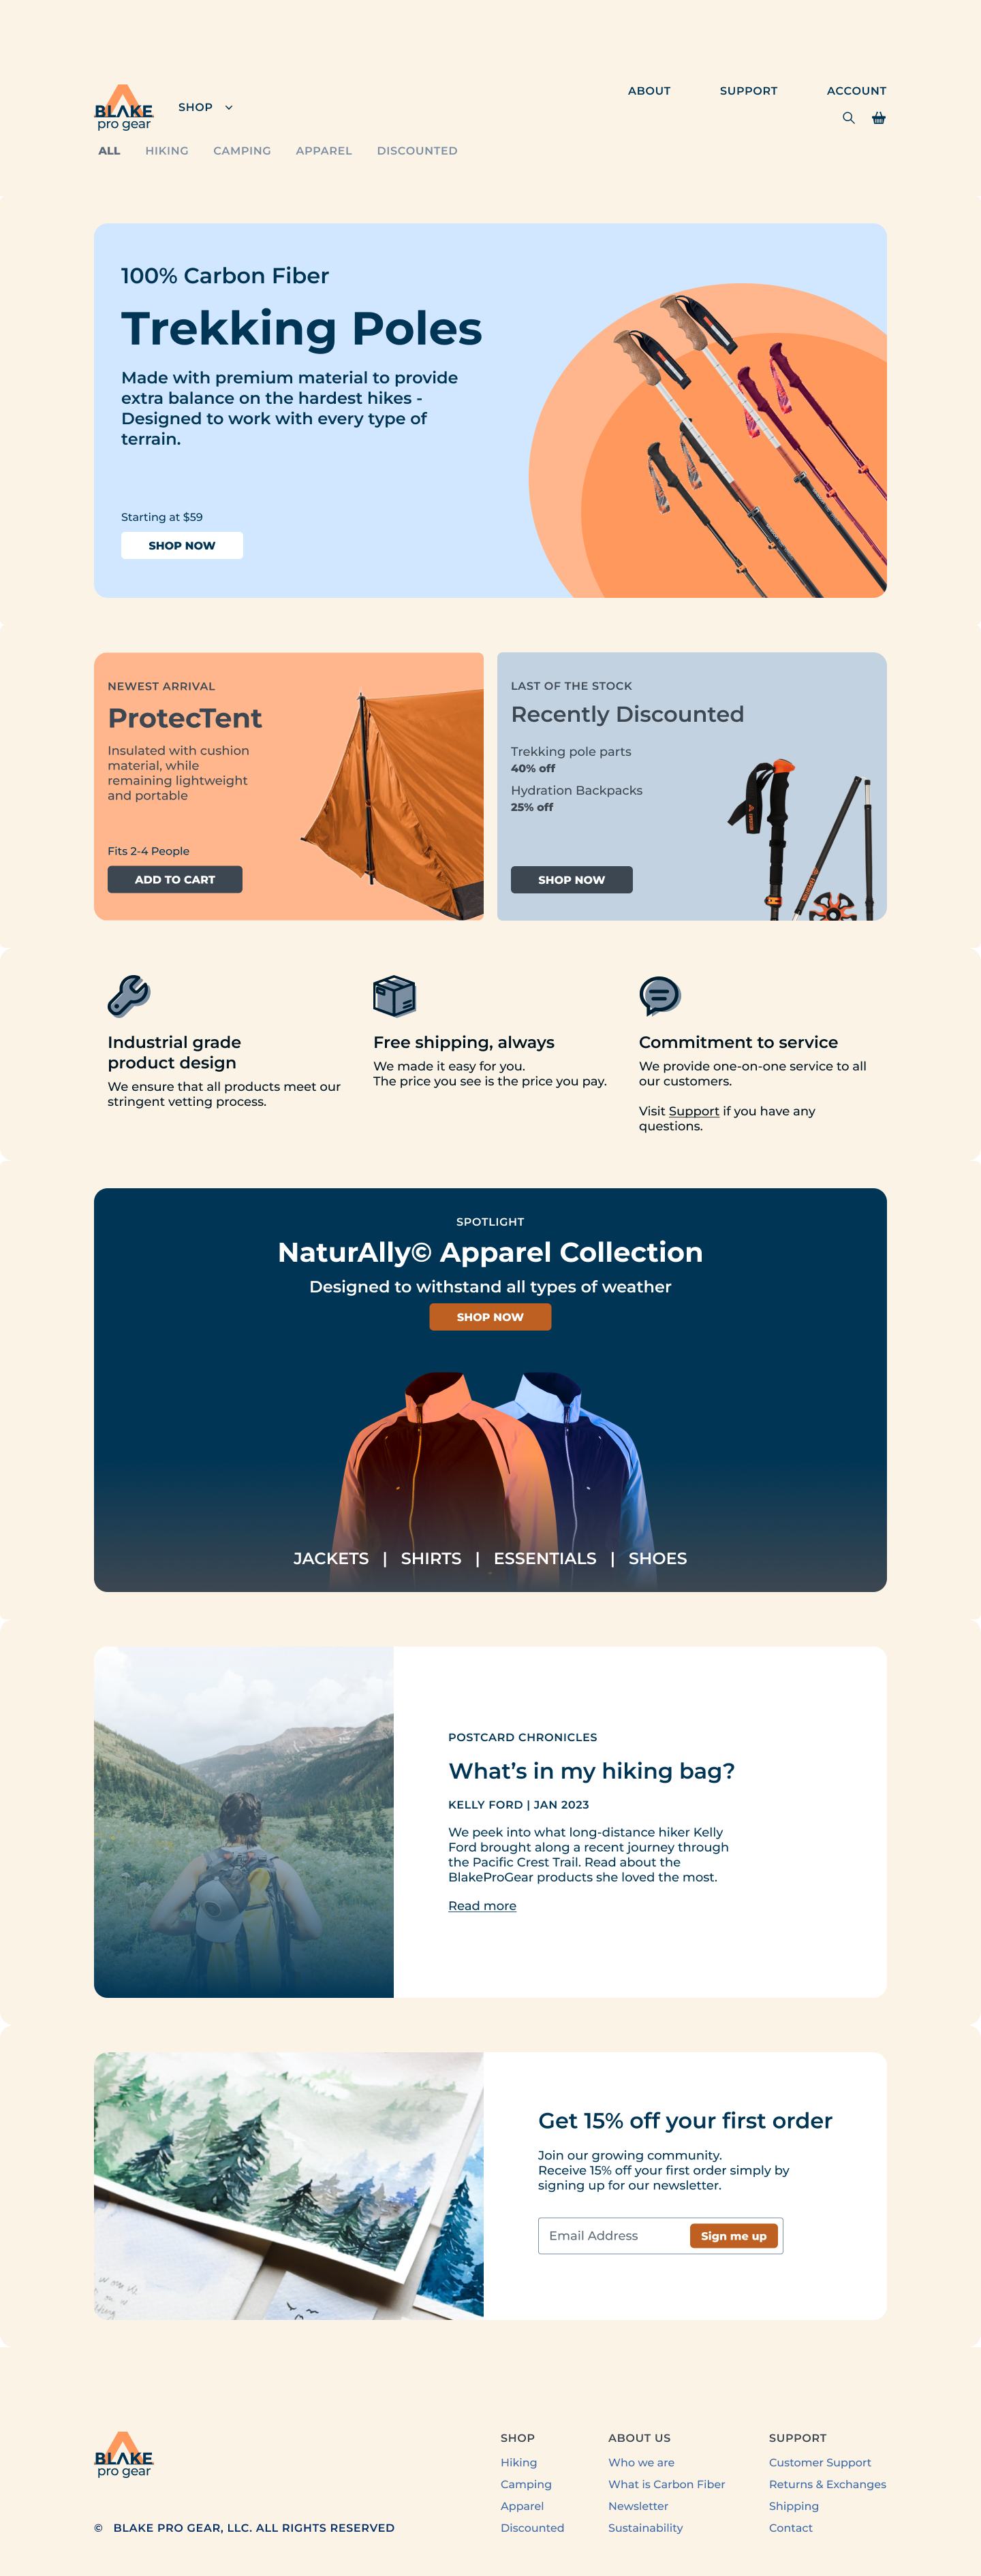 BLAKE
pro gear
SHOP
ABOUT
SUPPORT
ACCOUNT
ALL
HIKING
CAMPING
APPAREL
DISCOUNTED
100% Carbon Fiber
Trekking Poles
Made with premium material to provide
extra balance on the hardest hikes -
Designed to work with every type of
terrain.
Starting at $59
SHOP NOW
NEWEST ARRIVAL
ProtecTent
Insulated with cushion
material, while
remaining lightweight
and portable
Fits 2-4 People
ADD TO CART
LAST OF THE STOCK
Recently Discounted
Trekking pole parts
40% off
Hydration Backpacks
25% off
SHOP NOW
Industrial grade
product design
We ensure that all products meet our
stringent vetting process.
Free shipping, always
We made it easy for you.
The price you see is the price you pay.
Commitment to service
We provide one-on-one service to all
our customers.
Visit Support if you have any
questions.
SPOTLIGHT
NaturAlly© Apparel Collection
Designed to withstand all types of weather
SHOP NOW
JACKETS | SHIRTS | ESSENTIALS | SHOES
POSTCARD CHRONICLES
What’s in my hiking bag?
KELLY FORD | JAN 2023
We peek into what long-distance hiker Kelly
Ford brought along a recent journey through
the Pacific Crest Trail. Read about the
BlakeProGear products she loved the most.
Read more
Get 15% off your first order
Join our growing community.
Receive 15% off your first order simply by
signing up for our newsletter.
Email Address
Sign me up
BLAKE
pro gear
© BLAKE PRO GEAR, LLC. ALL RIGHTS RESERVED
SHOP
Hiking
Camping
Apparel
Discounted
ABOUT US
Who we are
What is Carbon Fiber
Newsletter
Sustainability
SUPPORT
Customer Support
Returns & Exchanges
Shipping
Contact